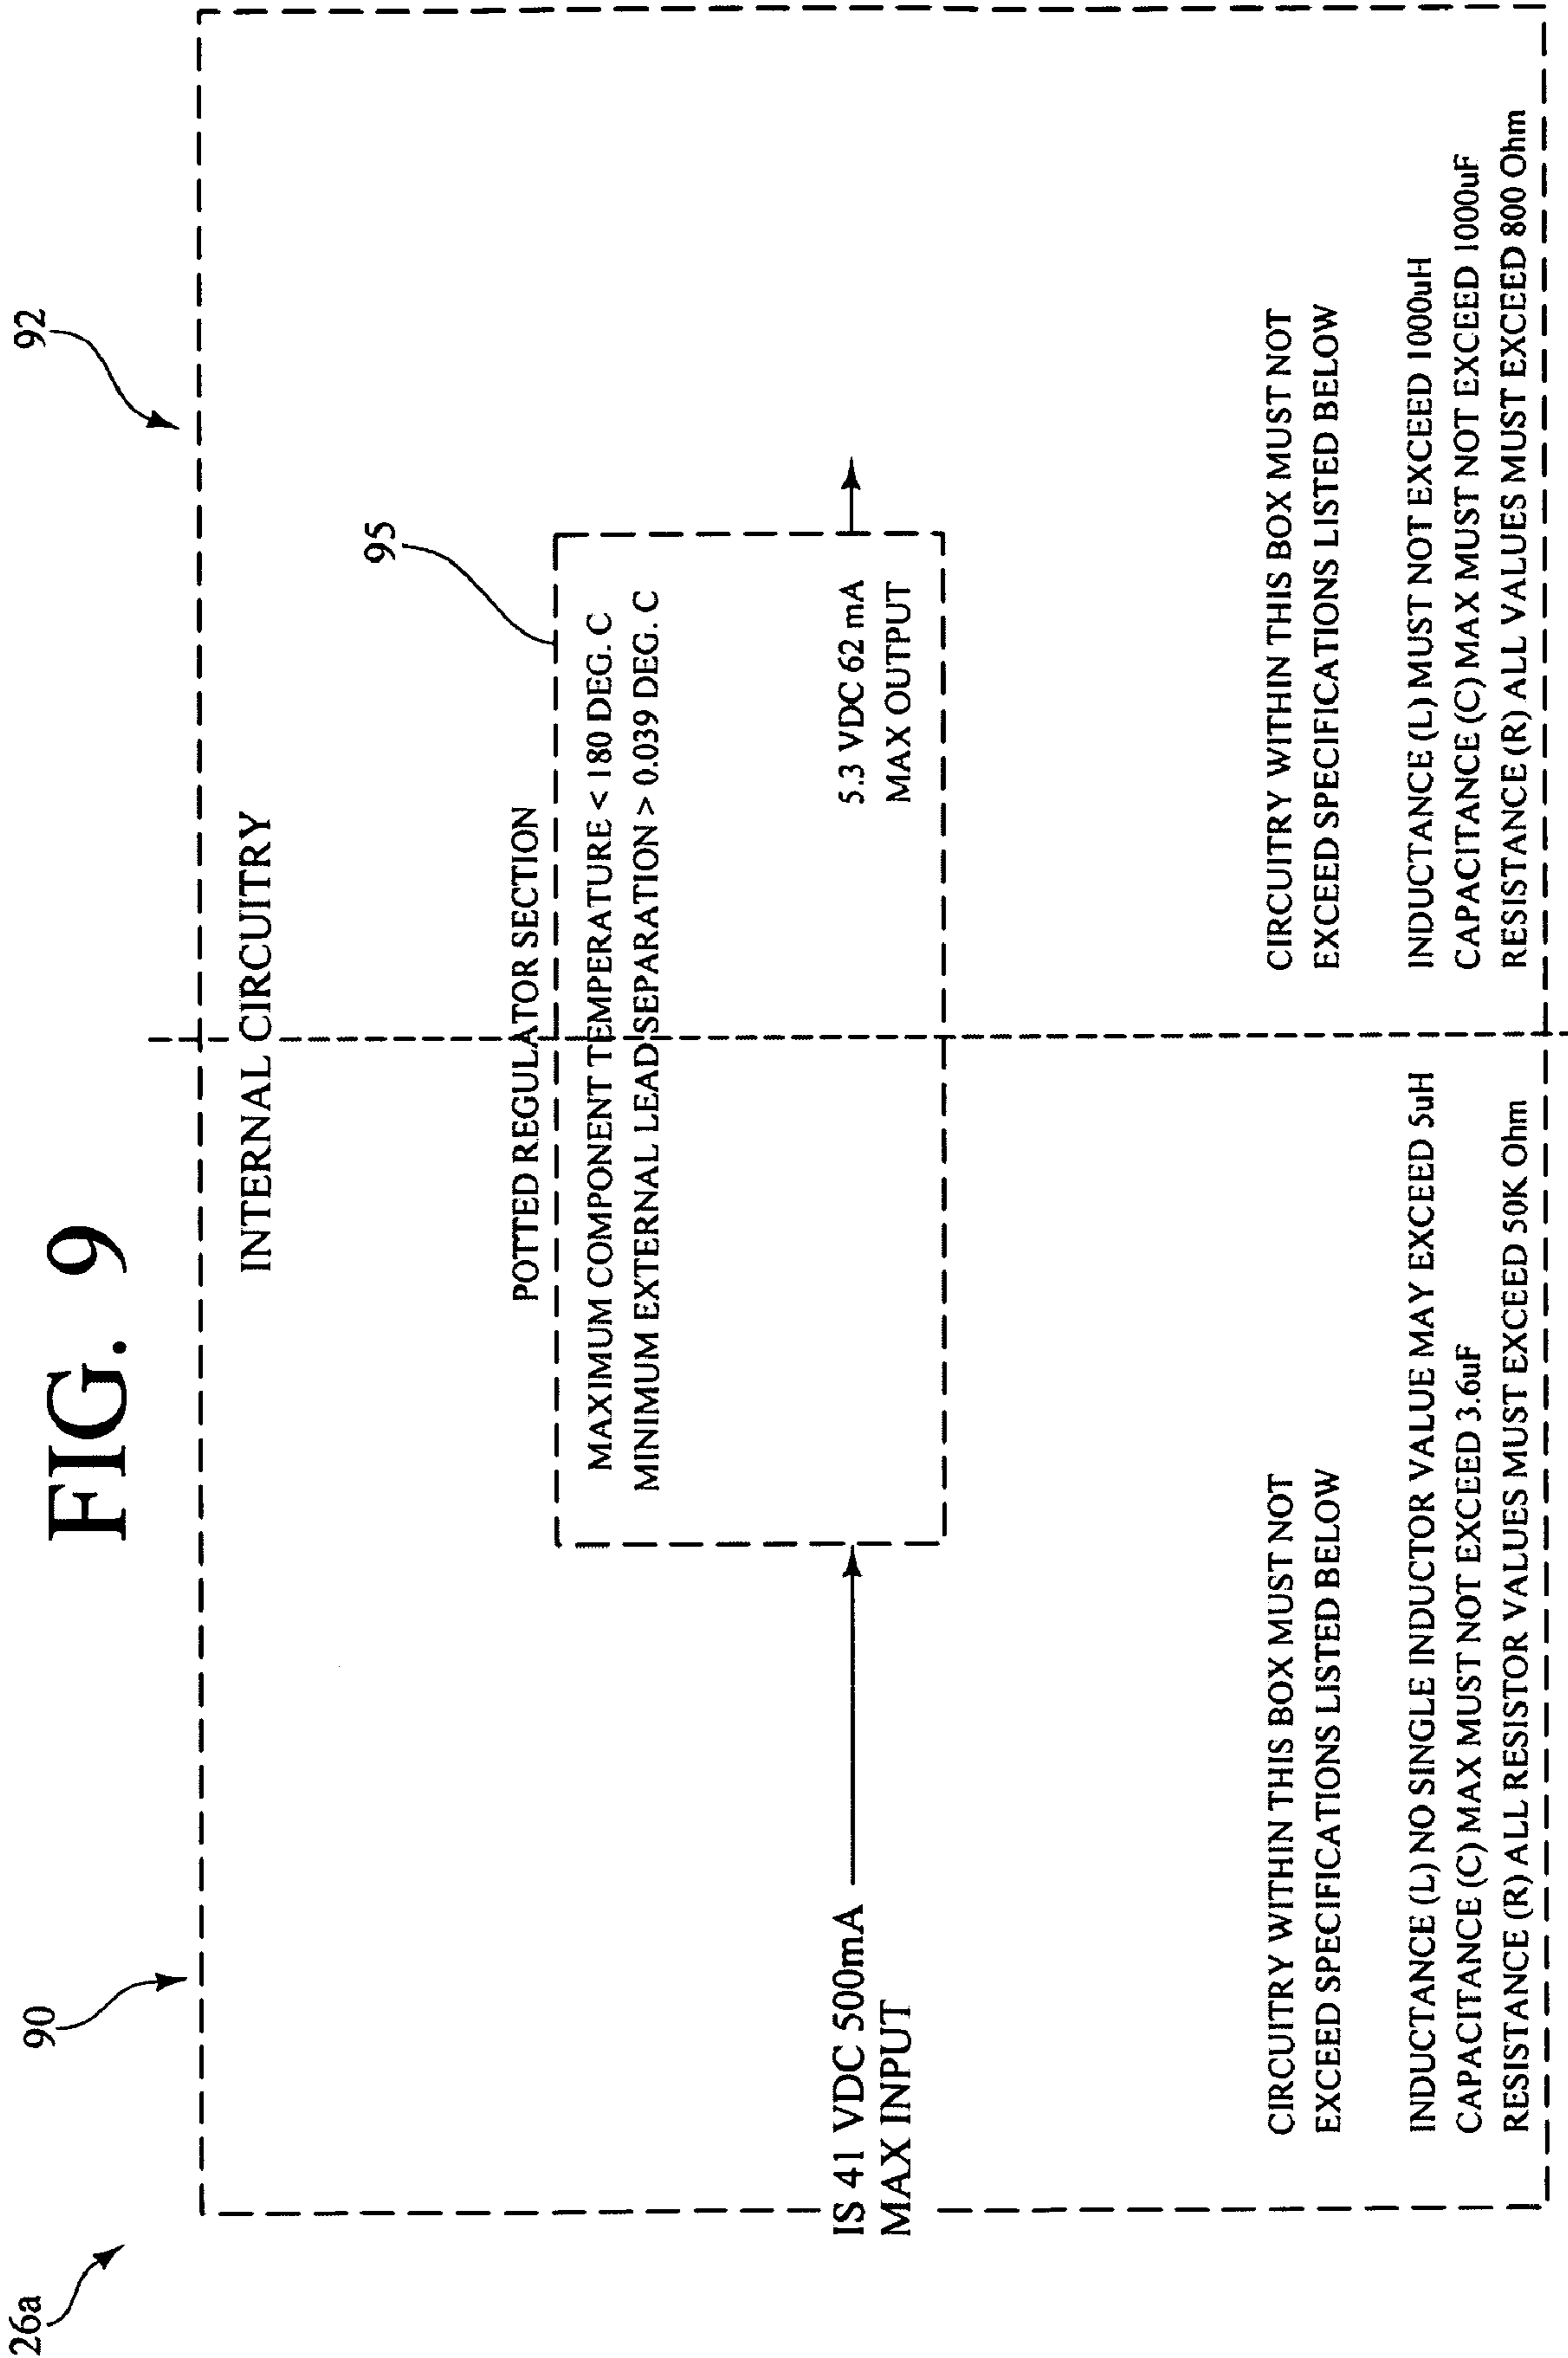 FIG. 9
26a
90
92
INTERNAL CIRCUITRY
95
POTTED REGULATOR SECTION
MAXIMUM COMPONENT TEMPERATURE < 180 DEG. C
MINIMUM EXTERNAL LEAD SEPARATION > 0.039 DEG. C
IS 41 VDC 500mA
MAX INPUT
5.3 VDC 62 mA
MAX OUTPUT
CIRCUITRY WITHIN THIS BOX MUST NOT
EXCEED SPECIFICATIONS LISTED BELOW
INDUCTANCE (L) NO SINGLE INDUCTOR VALUE MAY EXCEED 5uH
CAPACITANCE (C) MAX MUST NOT EXCEED 3.6uF
RESISTANCE (R) ALL RESISTOR VALUES MUST EXCEED 50K Ohm
CIRCUITRY WITHIN THIS BOX MUST NOT
EXCEED SPECIFICATIONS LISTED BELOW
INDUCTANCE (L) MUST NOT EXCEED 1000uH
CAPACITANCE (C) MAX MUST NOT EXCEED 1000uF
RESISTANCE (R) ALL VALUES MUST EXCEED 800 Ohm